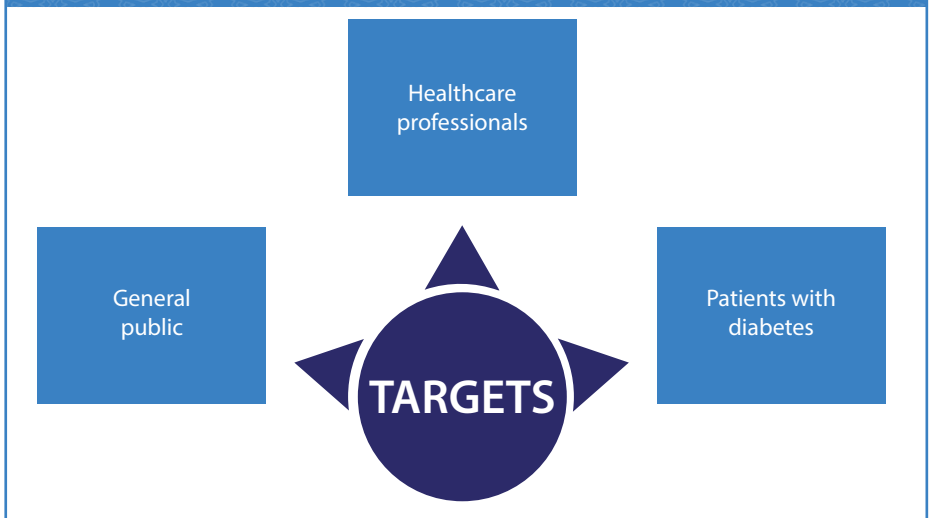 Healthcare
professionals
General
public
Patients with
diabetes
TARGETS